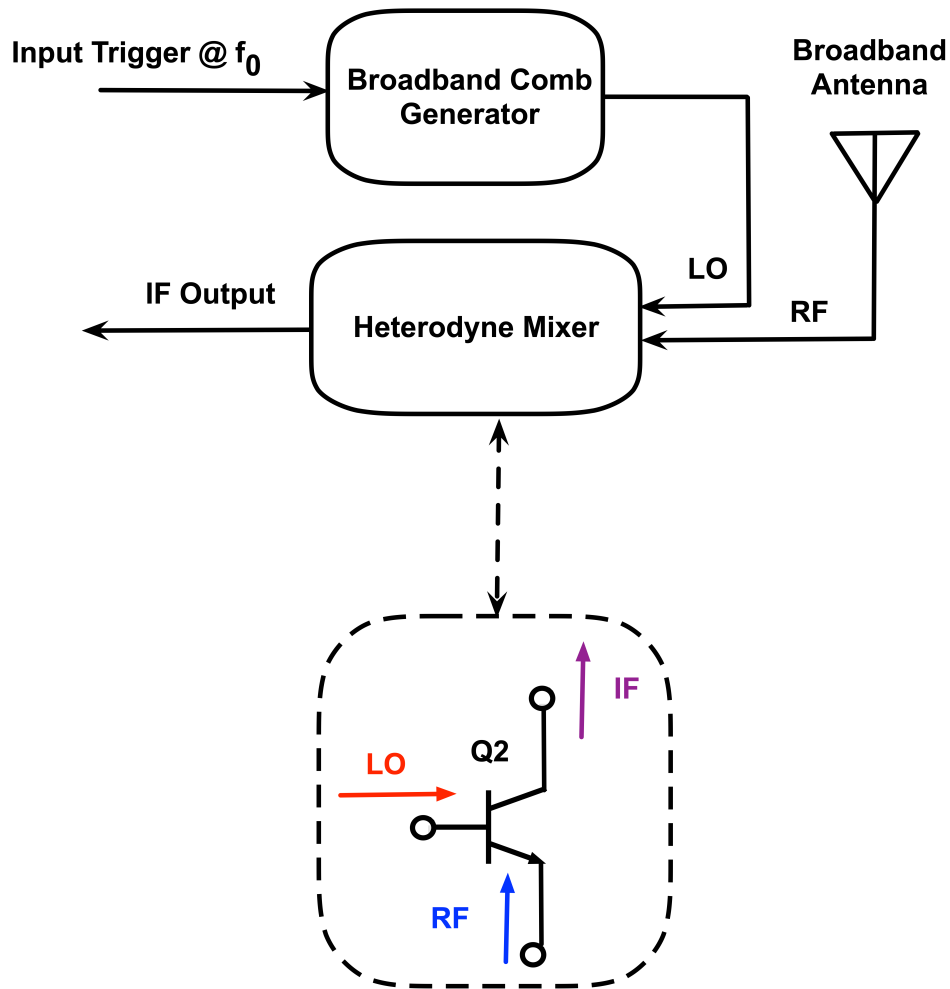 Input Trigger @ f0
Broadband Comb
Generator
Broadband
Antenna
LO
RF
IF Output
Heterodyne Mixer
IF
Q2
LO
RF